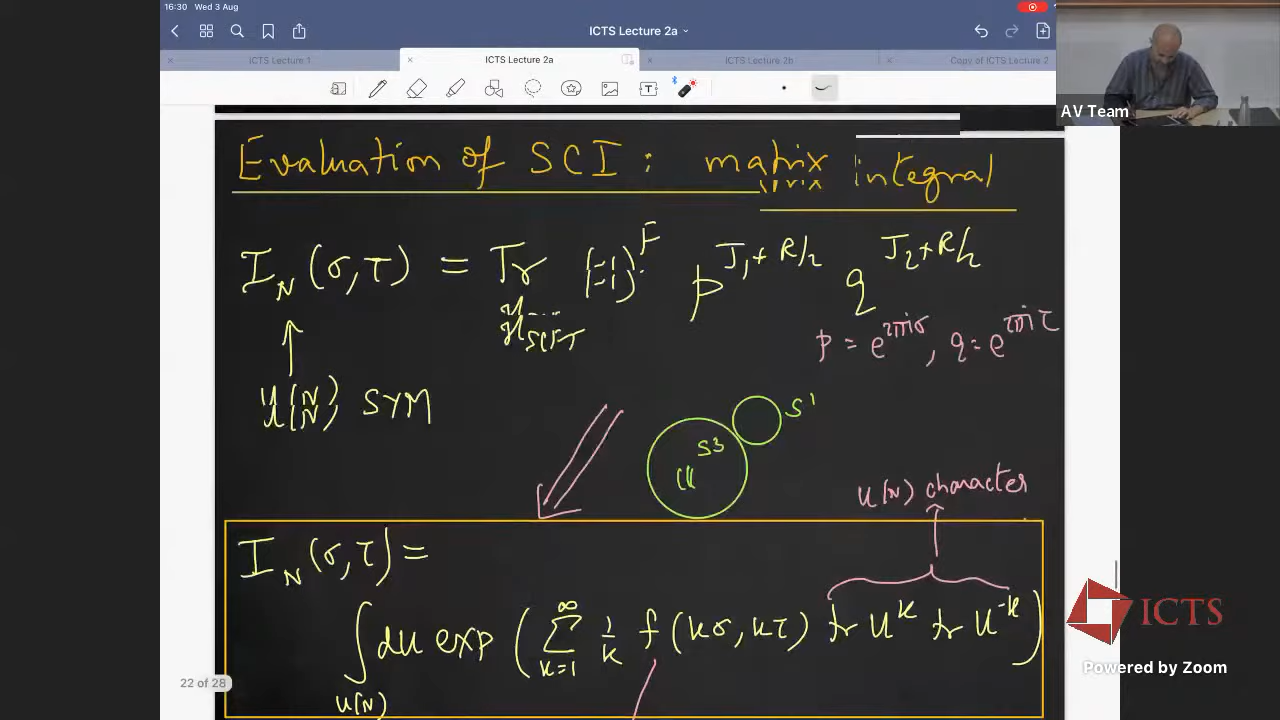 16:30 Wed 3 Aug
ICTS Lecture 2a
ICTS Lecture 1
ICTS Lecture 2a
ICTS Lecture 2b
Copy of ICTS Lecture 2
AV Team
Evaluation of SCI : matrix integral
I_N (σ,τ) = Tr_{H_SCFT} (-1)^F p^{J_1 + R/2} q^{J_2 + R/2}
p = e^{2πiσ}, q = e^{2πiτ}
U(N) SYM
S^3
S^1
U(N) character
I_N (σ,τ) =
∫_{U(N)} du exp ( Σ_{k=1}^{∞} 1/k f(kσ, kτ) tr U^k tr U^{-k} )
22 of 28
ICTS
Powered by Zoom